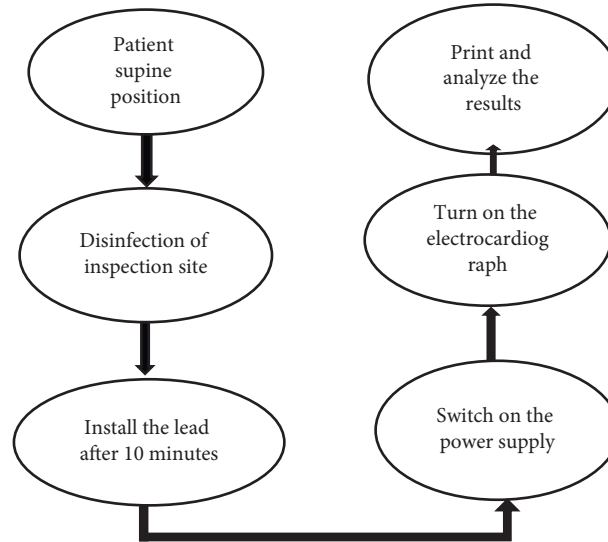 Patient
supine
position
Disinfection of
inspection site
Install the lead
after 10 minutes
Switch on the
power supply
Turn on the
electrocardiog
raph
Print and
analyze the
results